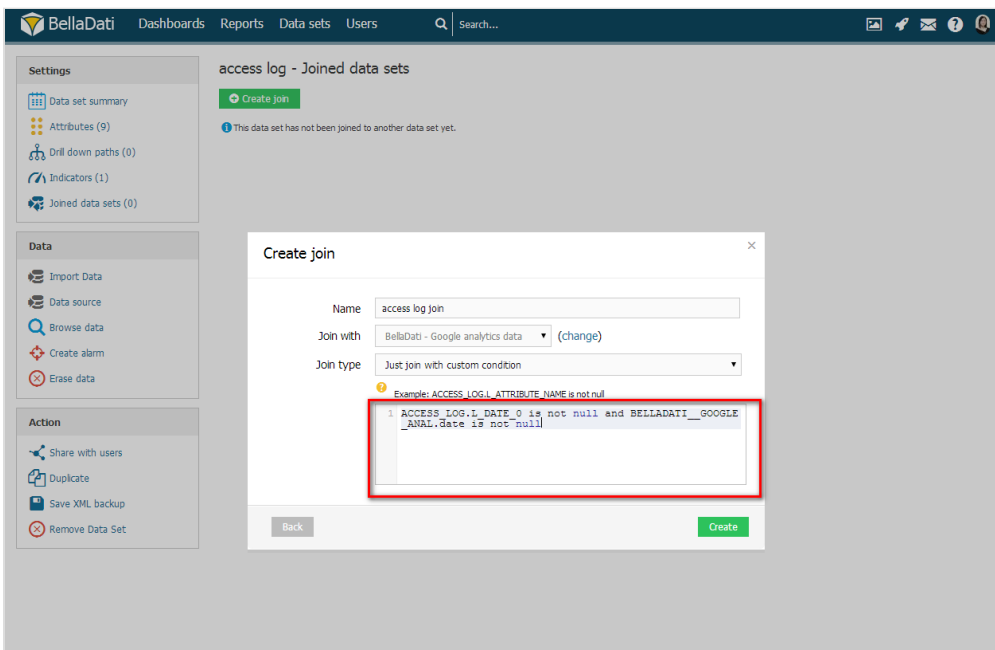 BellaDati Dashboards Reports Data sets Users Search...
Settings
Data set summary
Attributes (9)
Drill down paths (0)
Indicators (1)
Joined data sets (0)
Data
Import Data
Data source
Browse data
Create alarm
Erase data
Action
Share with users
Duplicate
Save XML backup
Remove Data Set
access log - Joined data sets
Create join
This data set has not been joined to another data set yet.
Create join
Name access log join
Join with BellaDati - Google analytics data (change)
Join type Just join with custom condition
Example: ACCESS_LOG.L_ATTRIBUTE_NAME is not null
1 ACCESS_LOG.L_DATE_0 is not null and BELLADATI__GOOGLE
_ANAL.date is not null
Back Create